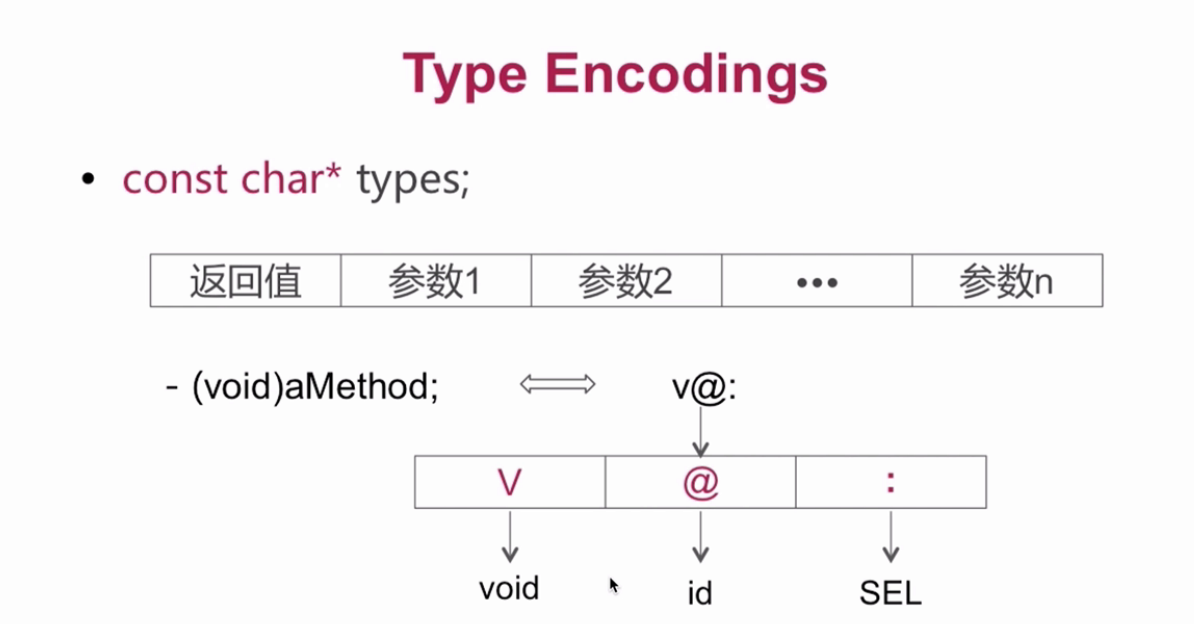 Type Encodings
• const char* types;
返回值 参数1 参数2 ••• 参数n
- (void)aMethod; v@:
V @ :
void id SEL